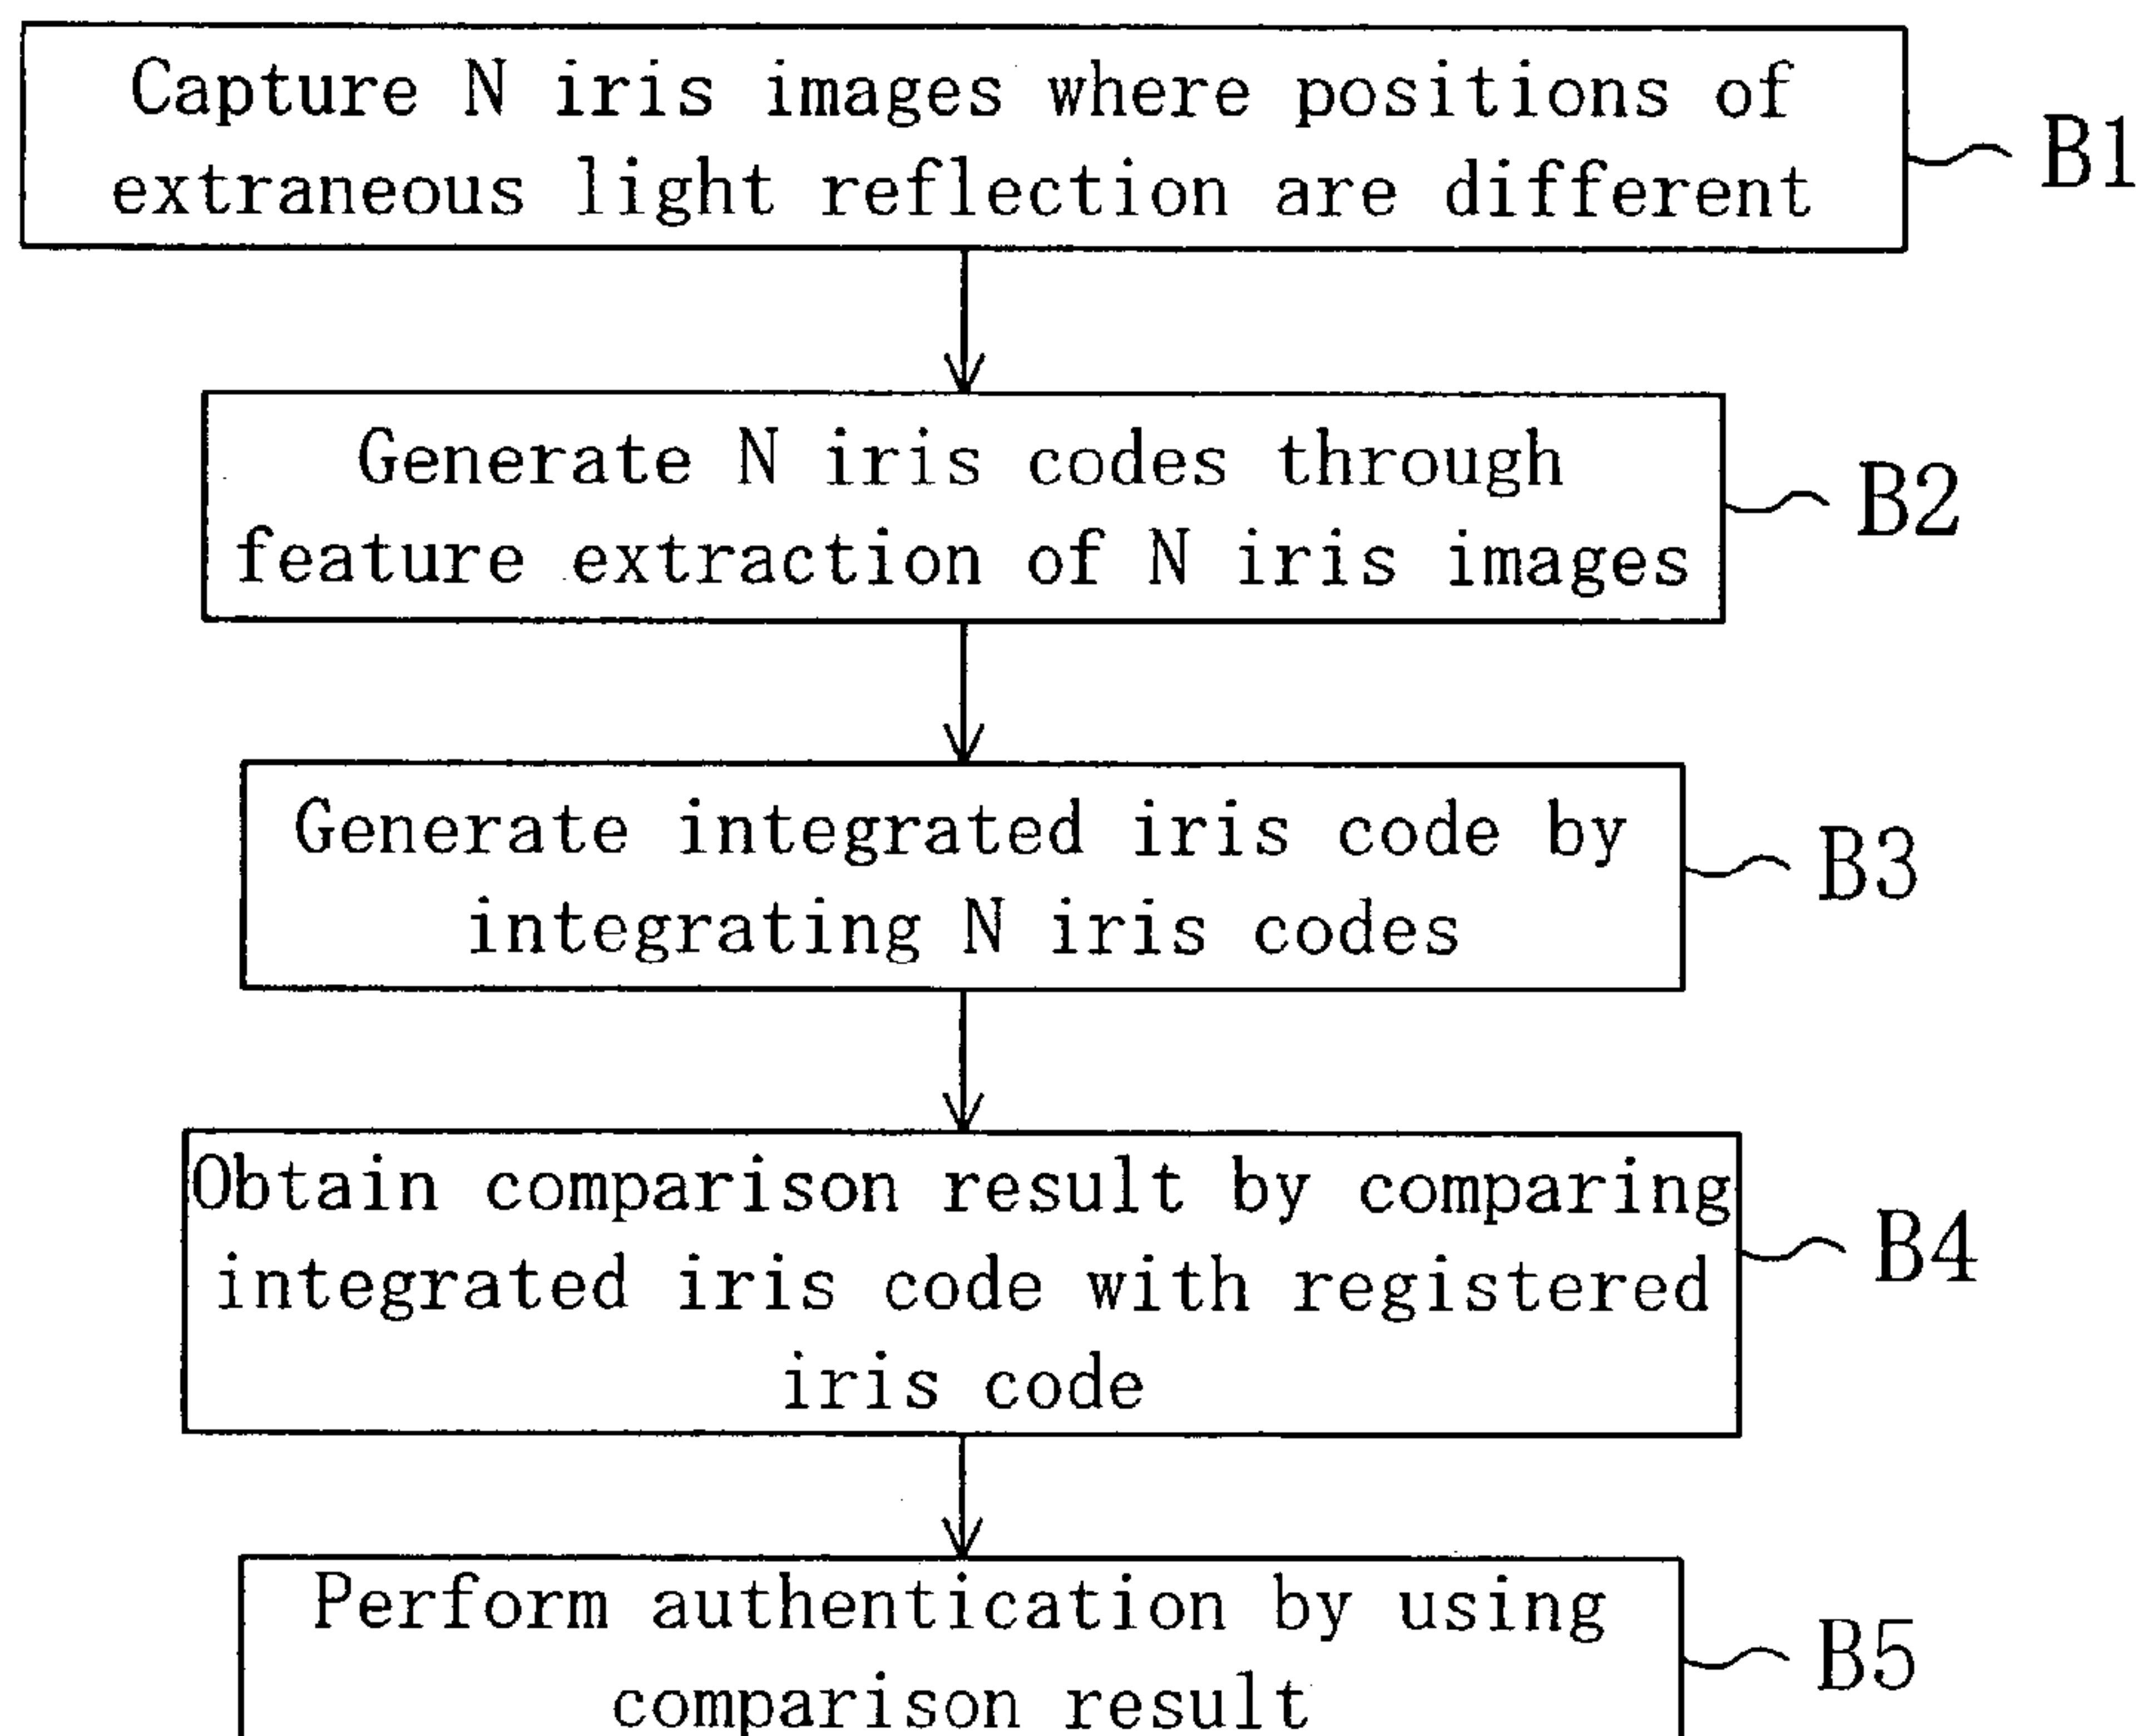 Capture N iris images where positions of
extraneous light reflection are different
B1
Generate N iris codes through
feature extraction of N iris images
B2
Generate integrated iris code by
integrating N iris codes
B3
Obtain comparison result by comparing
integrated iris code with registered
iris code
B4
Perform authentication by using
comparison result
B5